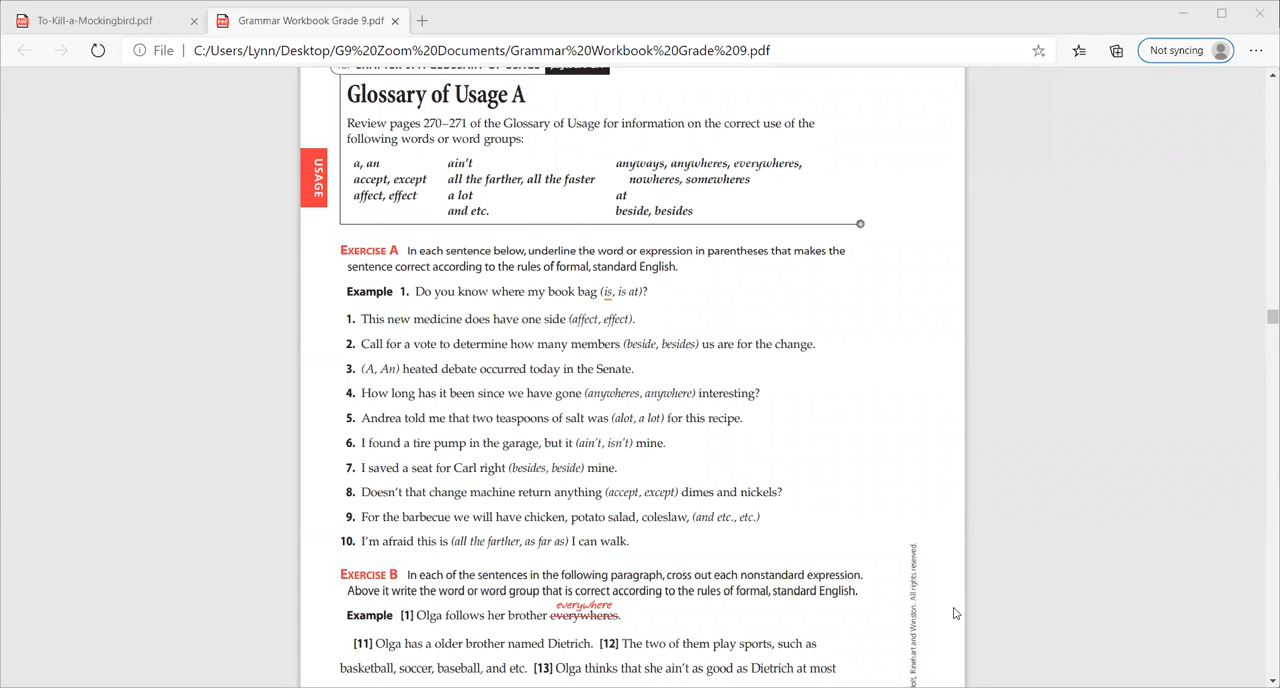 To-Kill-a-Mockingbird.pdf
Grammar Workbook Grade 9.pdf
File
C:/Users/Lynn/Desktop/G9%20Zoom%20Documents/Grammar%20Workbook%20Grade%209.pdf
Not syncing
Glossary of Usage A
Review pages 270–271 of the Glossary of Usage for information on the correct use of the
following words or word groups:
USAGE
a, an ain't anyways, anywheres, everywheres,
accept, except all the farther, all the faster nowheres, somewheres
affect, effect a lot at
and etc. beside, besides
EXERCISE A In each sentence below, underline the word or expression in parentheses that makes the
sentence correct according to the rules of formal, standard English.
Example 1. Do you know where my book bag (is, is at)?
1. This new medicine does have one side (affect, effect).
2. Call for a vote to determine how many members (beside, besides) us are for the change.
3. (A, An) heated debate occurred today in the Senate.
4. How long has it been since we have gone (anywheres, anywhere) interesting?
5. Andrea told me that two teaspoons of salt was (alot, a lot) for this recipe.
6. I found a tire pump in the garage, but it (ain't, isn't) mine.
7. I saved a seat for Carl right (besides, beside) mine.
8. Doesn't that change machine return anything (accept, except) dimes and nickels?
9. For the barbecue we will have chicken, potato salad, coleslaw, (and etc., etc.)
10. I'm afraid this is (all the farther, as far as) I can walk.
EXERCISE B In each of the sentences in the following paragraph, cross out each nonstandard expression.
Above it write the word or word group that is correct according to the rules of formal, standard English.
everywhere
Example [1] Olga follows her brother everywheres.
[11] Olga has a older brother named Dietrich. [12] The two of them play sports, such as
basketball, soccer, baseball, and etc. [13] Olga thinks that she ain't as good as Dietrich at most
Rinehart and Winston. All rights reserved.